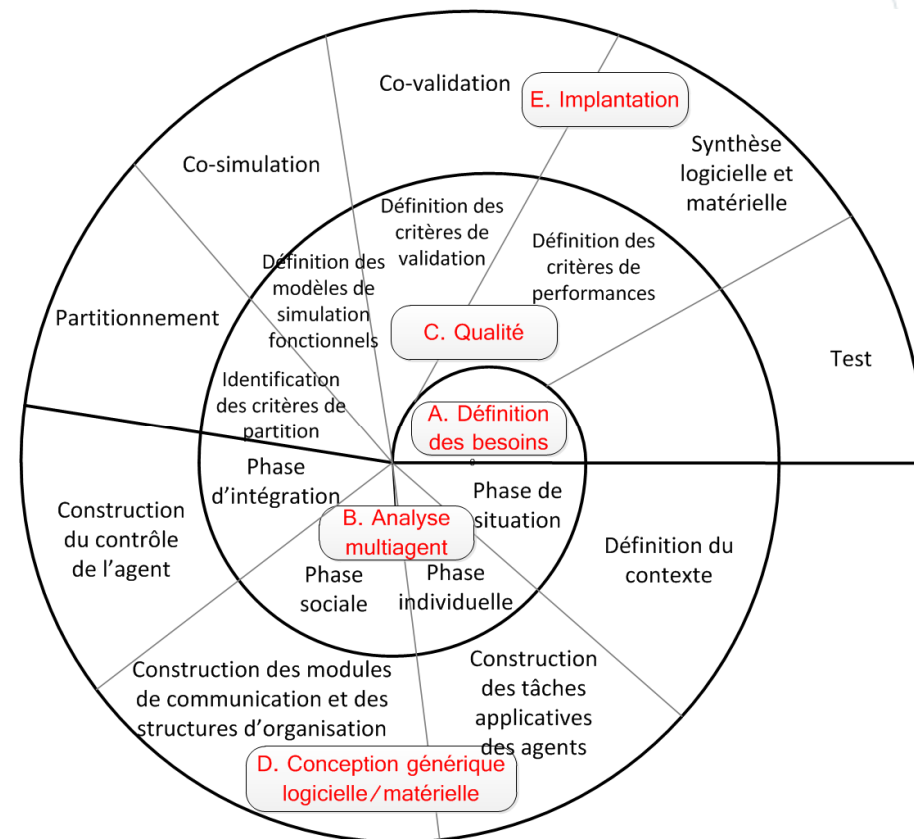 Co-validation
E. Implantation
Synthèse
logicielle et
matérielle
Co-simulation
Définition des
critères de
validation
Définition des
critères de
performances
Définition des
modèles de
simulation
fonctionnels
Partitionnement
C. Qualité
Test
Identification
des critères de
partition
A. Définition
des besoins
Phase
d’intégration
Phase de
situation
Construction
du contrôle
de l’agent
B. Analyse
multiagent
Définition du
contexte
Phase
sociale
Phase
individuelle
Construction des modules
de communication et des
structures d’organisation
Construction
des tâches
applicatives
des agents
D. Conception générique
logicielle/matérielle